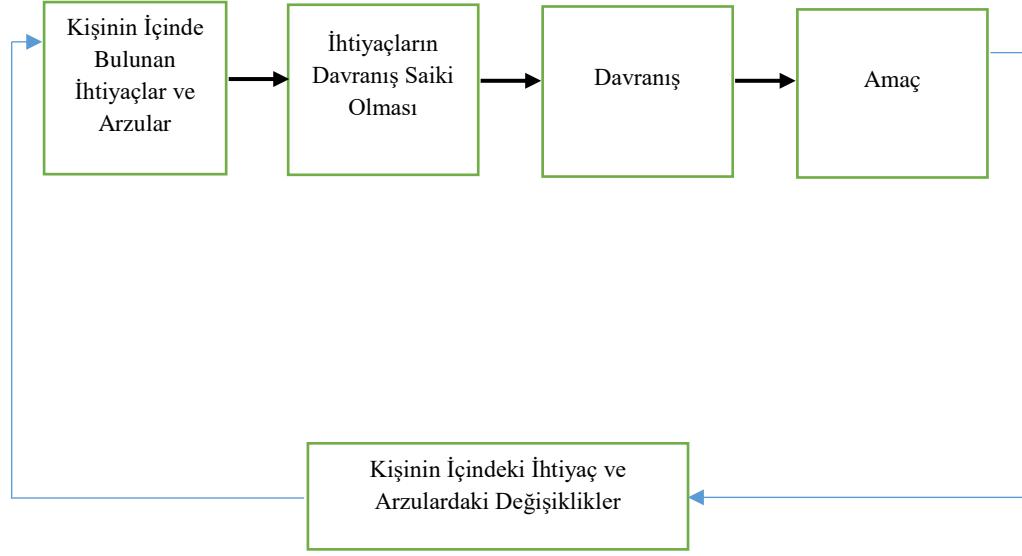 Kişinin İçinde
Bulunan
İhtiyaçlar ve
Arzular
İhtiyaçların
Davranış Saiki
Olması
Davranış
Amaç
Kişinin İçindeki İhtiyaç ve
Arzulardaki Değişiklikler